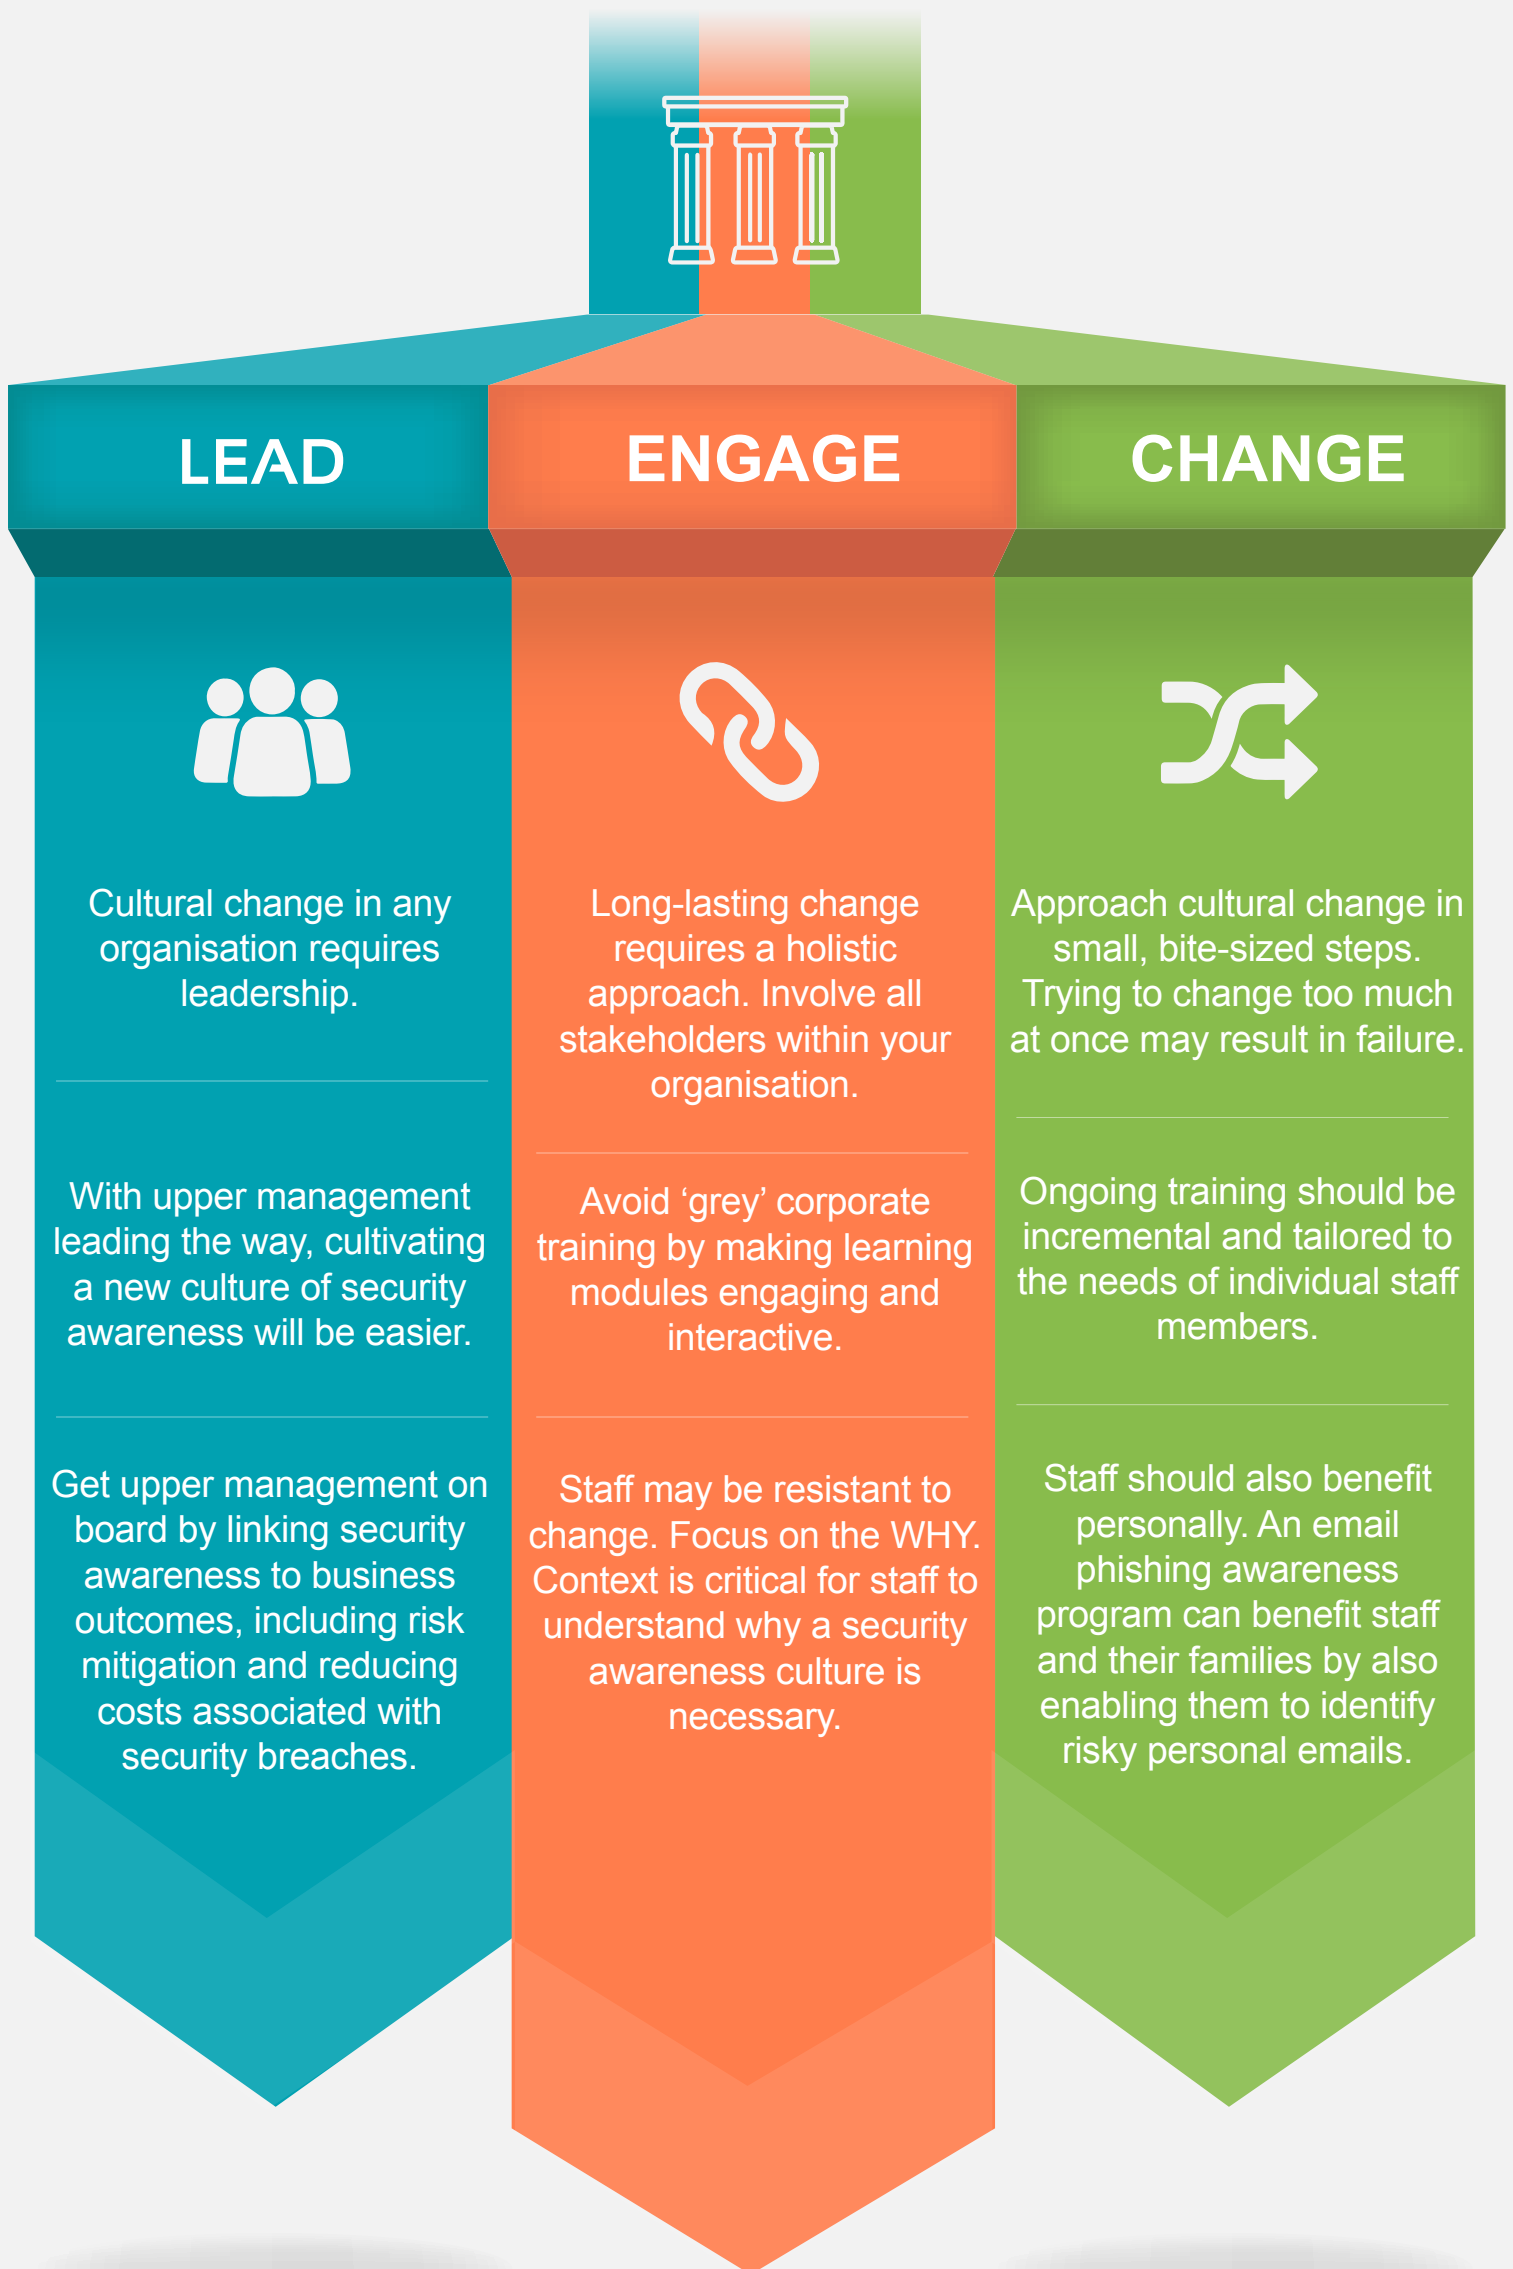 LEAD
ENGAGE
CHANGE
Cultural change in any
organisation requires
leadership.
With upper management
leading the way, cultivating
a new culture of security
awareness will be easier.
Get upper management on
board by linking security
awareness to business
outcomes, including risk
mitigation and reducing
costs associated with
security breaches.
Long-lasting change
requires a holistic
approach. Involve all
stakeholders within your
organisation.
Avoid ‘grey’ corporate
training by making learning
modules engaging and
interactive.
Staff may be resistant to
change. Focus on the WHY.
Context is critical for staff to
understand why a security
awareness culture is
necessary.
Approach cultural change in
small, bite-sized steps.
Trying to change too much
at once may result in failure.
Ongoing training should be
incremental and tailored to
the needs of individual staff
members.
Staff should also benefit
personally. An email
phishing awareness
program can benefit staff
and their families by also
enabling them to identify
risky personal emails.